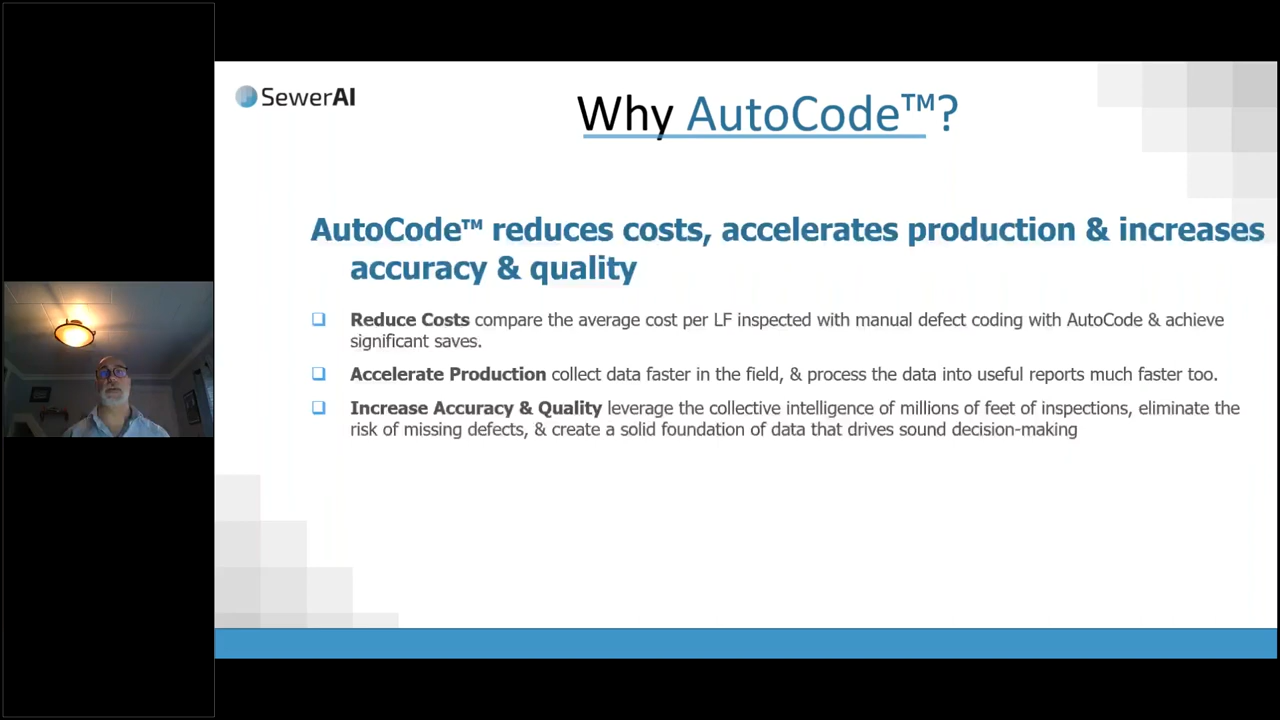 SewerAI
Why AutoCode™?
AutoCode™ reduces costs, accelerates production & increases
accuracy & quality
Reduce Costs compare the average cost per LF inspected with manual defect coding with AutoCode & achieve
significant saves.
Accelerate Production collect data faster in the field, & process the data into useful reports much faster too.
Increase Accuracy & Quality leverage the collective intelligence of millions of feet of inspections, eliminate the
risk of missing defects, & create a solid foundation of data that drives sound decision-making